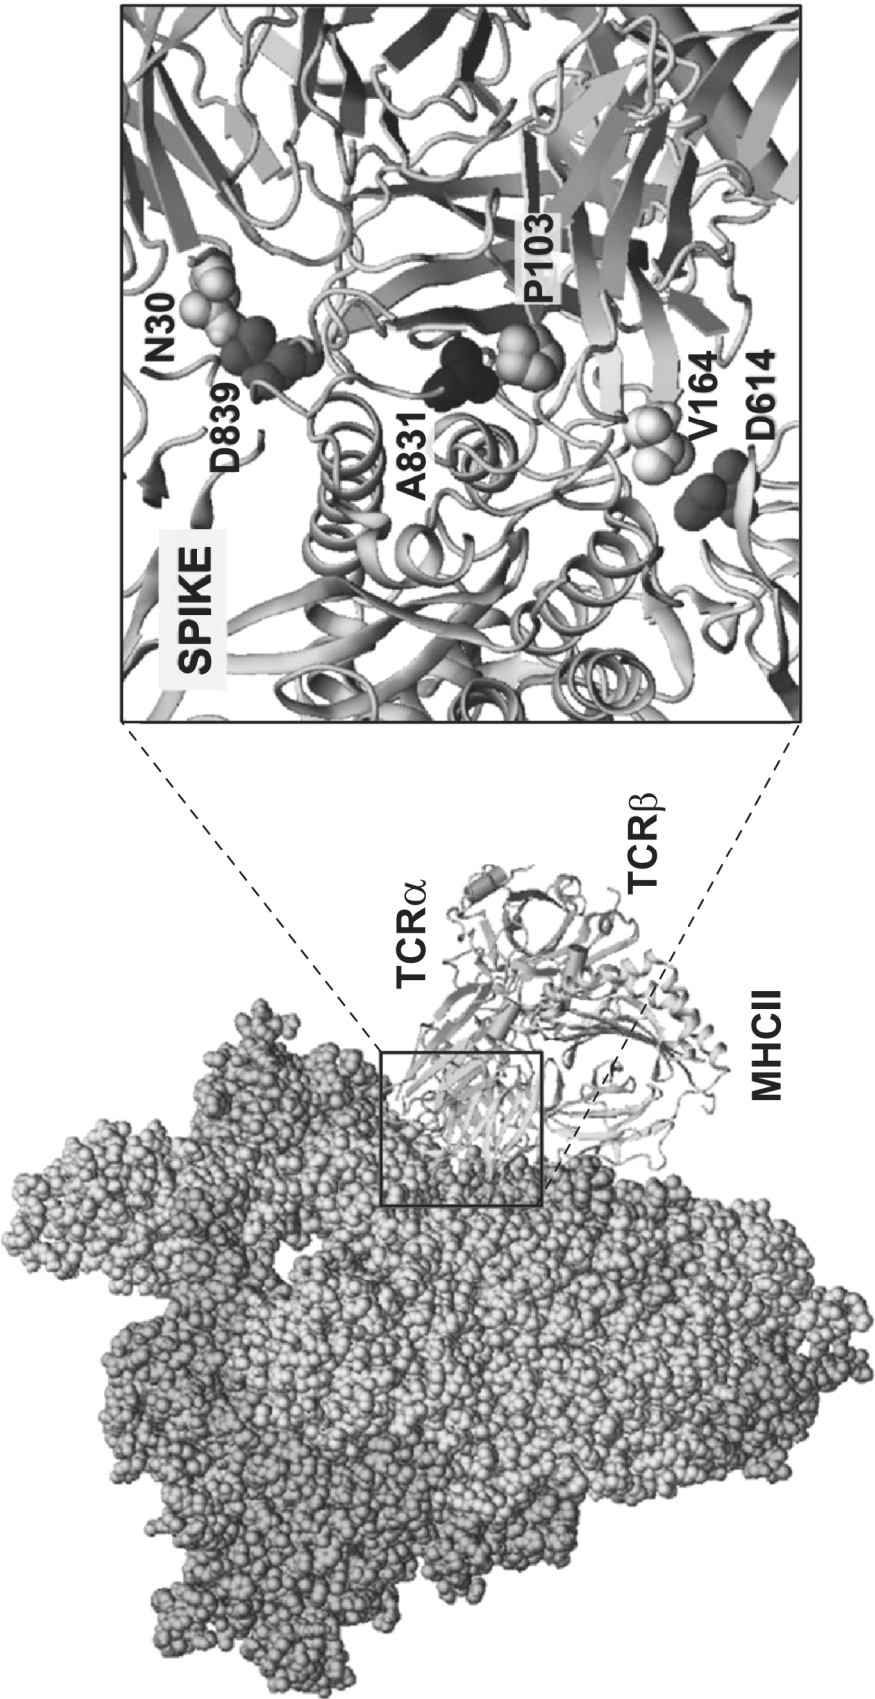 SPIKE
D839
N30
A831
P103
V164
D614
TCRα
TCRβ
MHCII